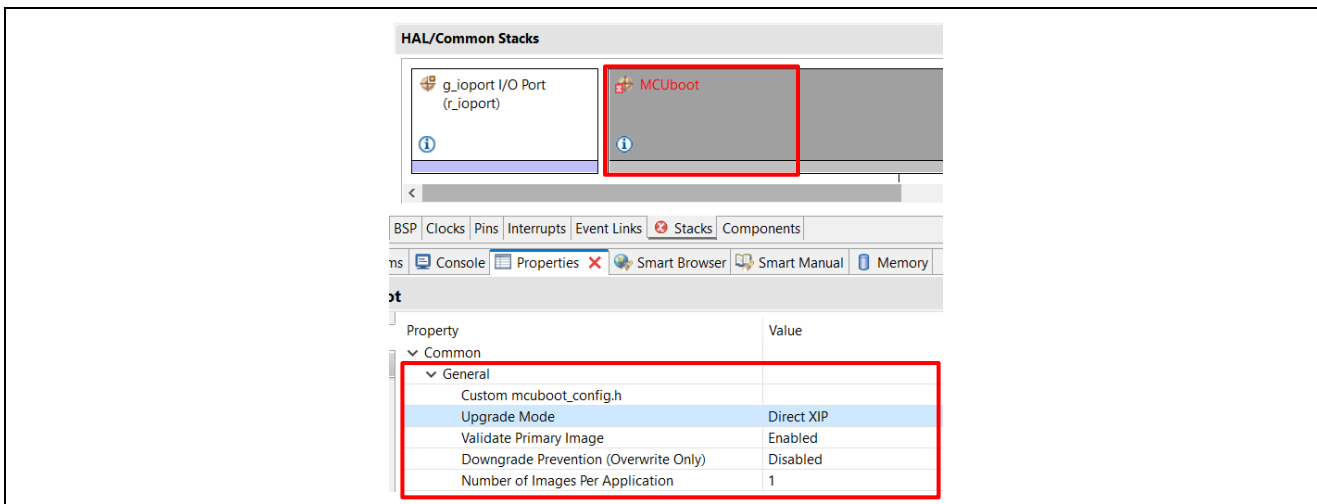 HAL/Common Stacks
g_ioport I/O Port
(r_ioport)
MCUboot
BSP Clocks Pins Interrupts Event Links Stacks Components
ms Console Properties Smart Browser Smart Manual Memory
ot
Property Value
Common
General
Custom mcuboot_config.h
Upgrade Mode Direct XIP
Validate Primary Image Enabled
Downgrade Prevention (Overwrite Only) Disabled
Number of Images Per Application 1